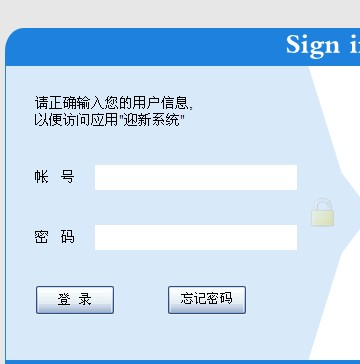 Sign i
请正确输入您的用户信息,
以便访问应用"迎新系统"
帐 号
密 码
登 录 忘记密码